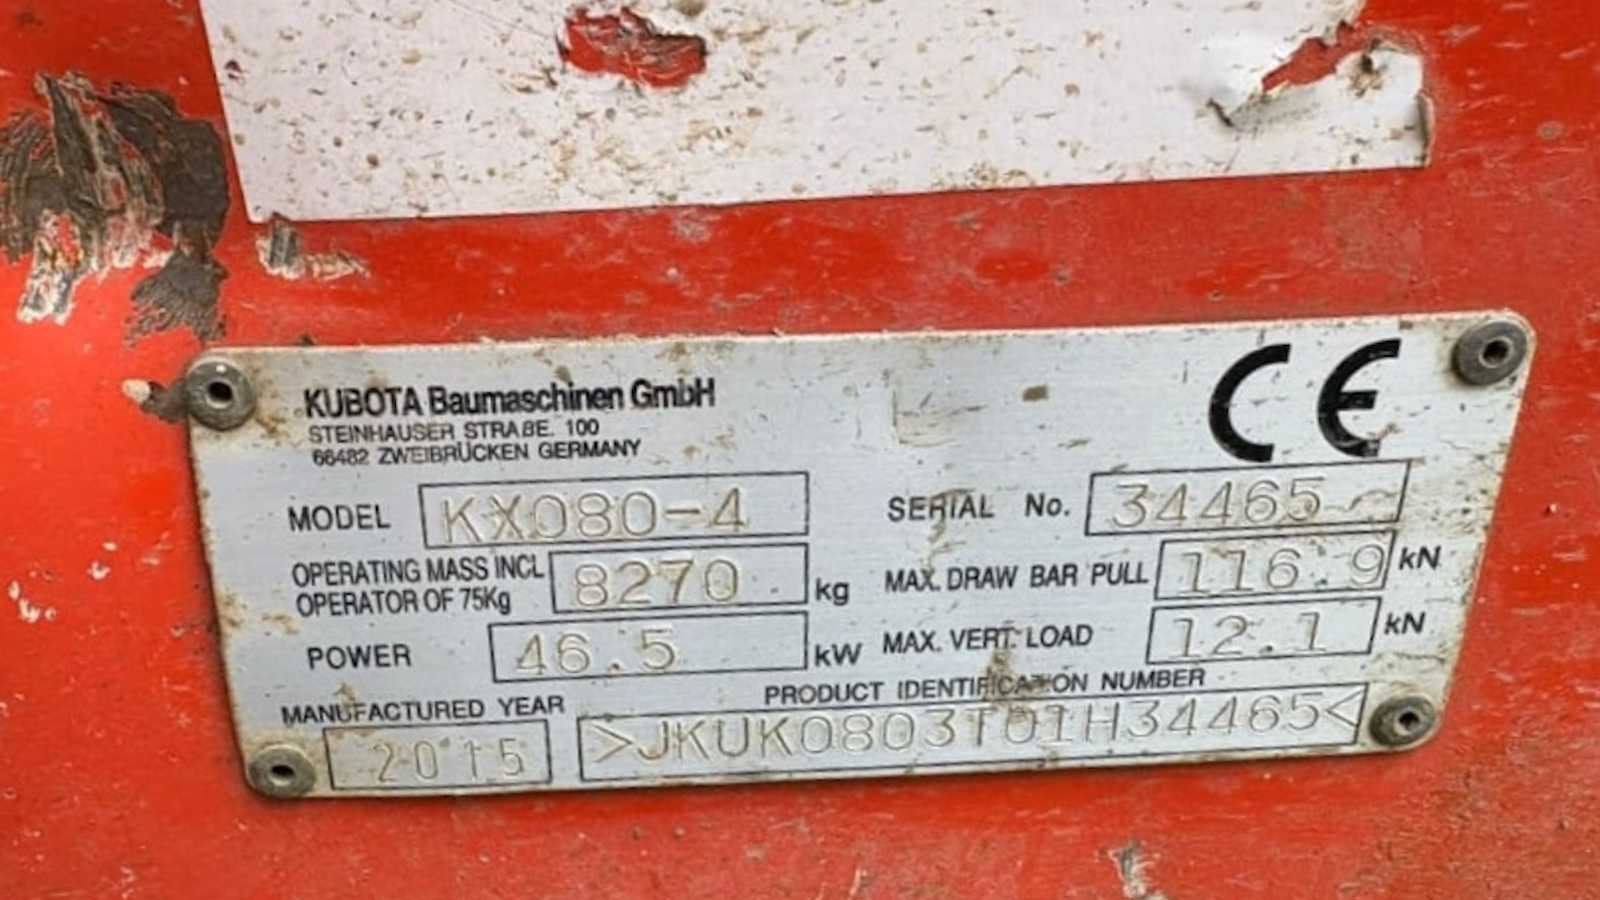 KUBOTA Baumaschinen GmbH
STEINHAUSER STRAßE. 100
66482 ZWEIBRÜCKEN GERMANY
CE
MODEL KX080-4
SERIAL No. 34465
OPERATING MASS INCL
OPERATOR OF 75Kg 8270 kg
MAX. DRAW BAR PULL 116.9 kN
POWER 46.5 kW
MAX. VERT. LOAD 12.1 kN
MANUFACTURED YEAR
2015
PRODUCT IDENTIFICATION NUMBER
>JKUK0803T01H34465<